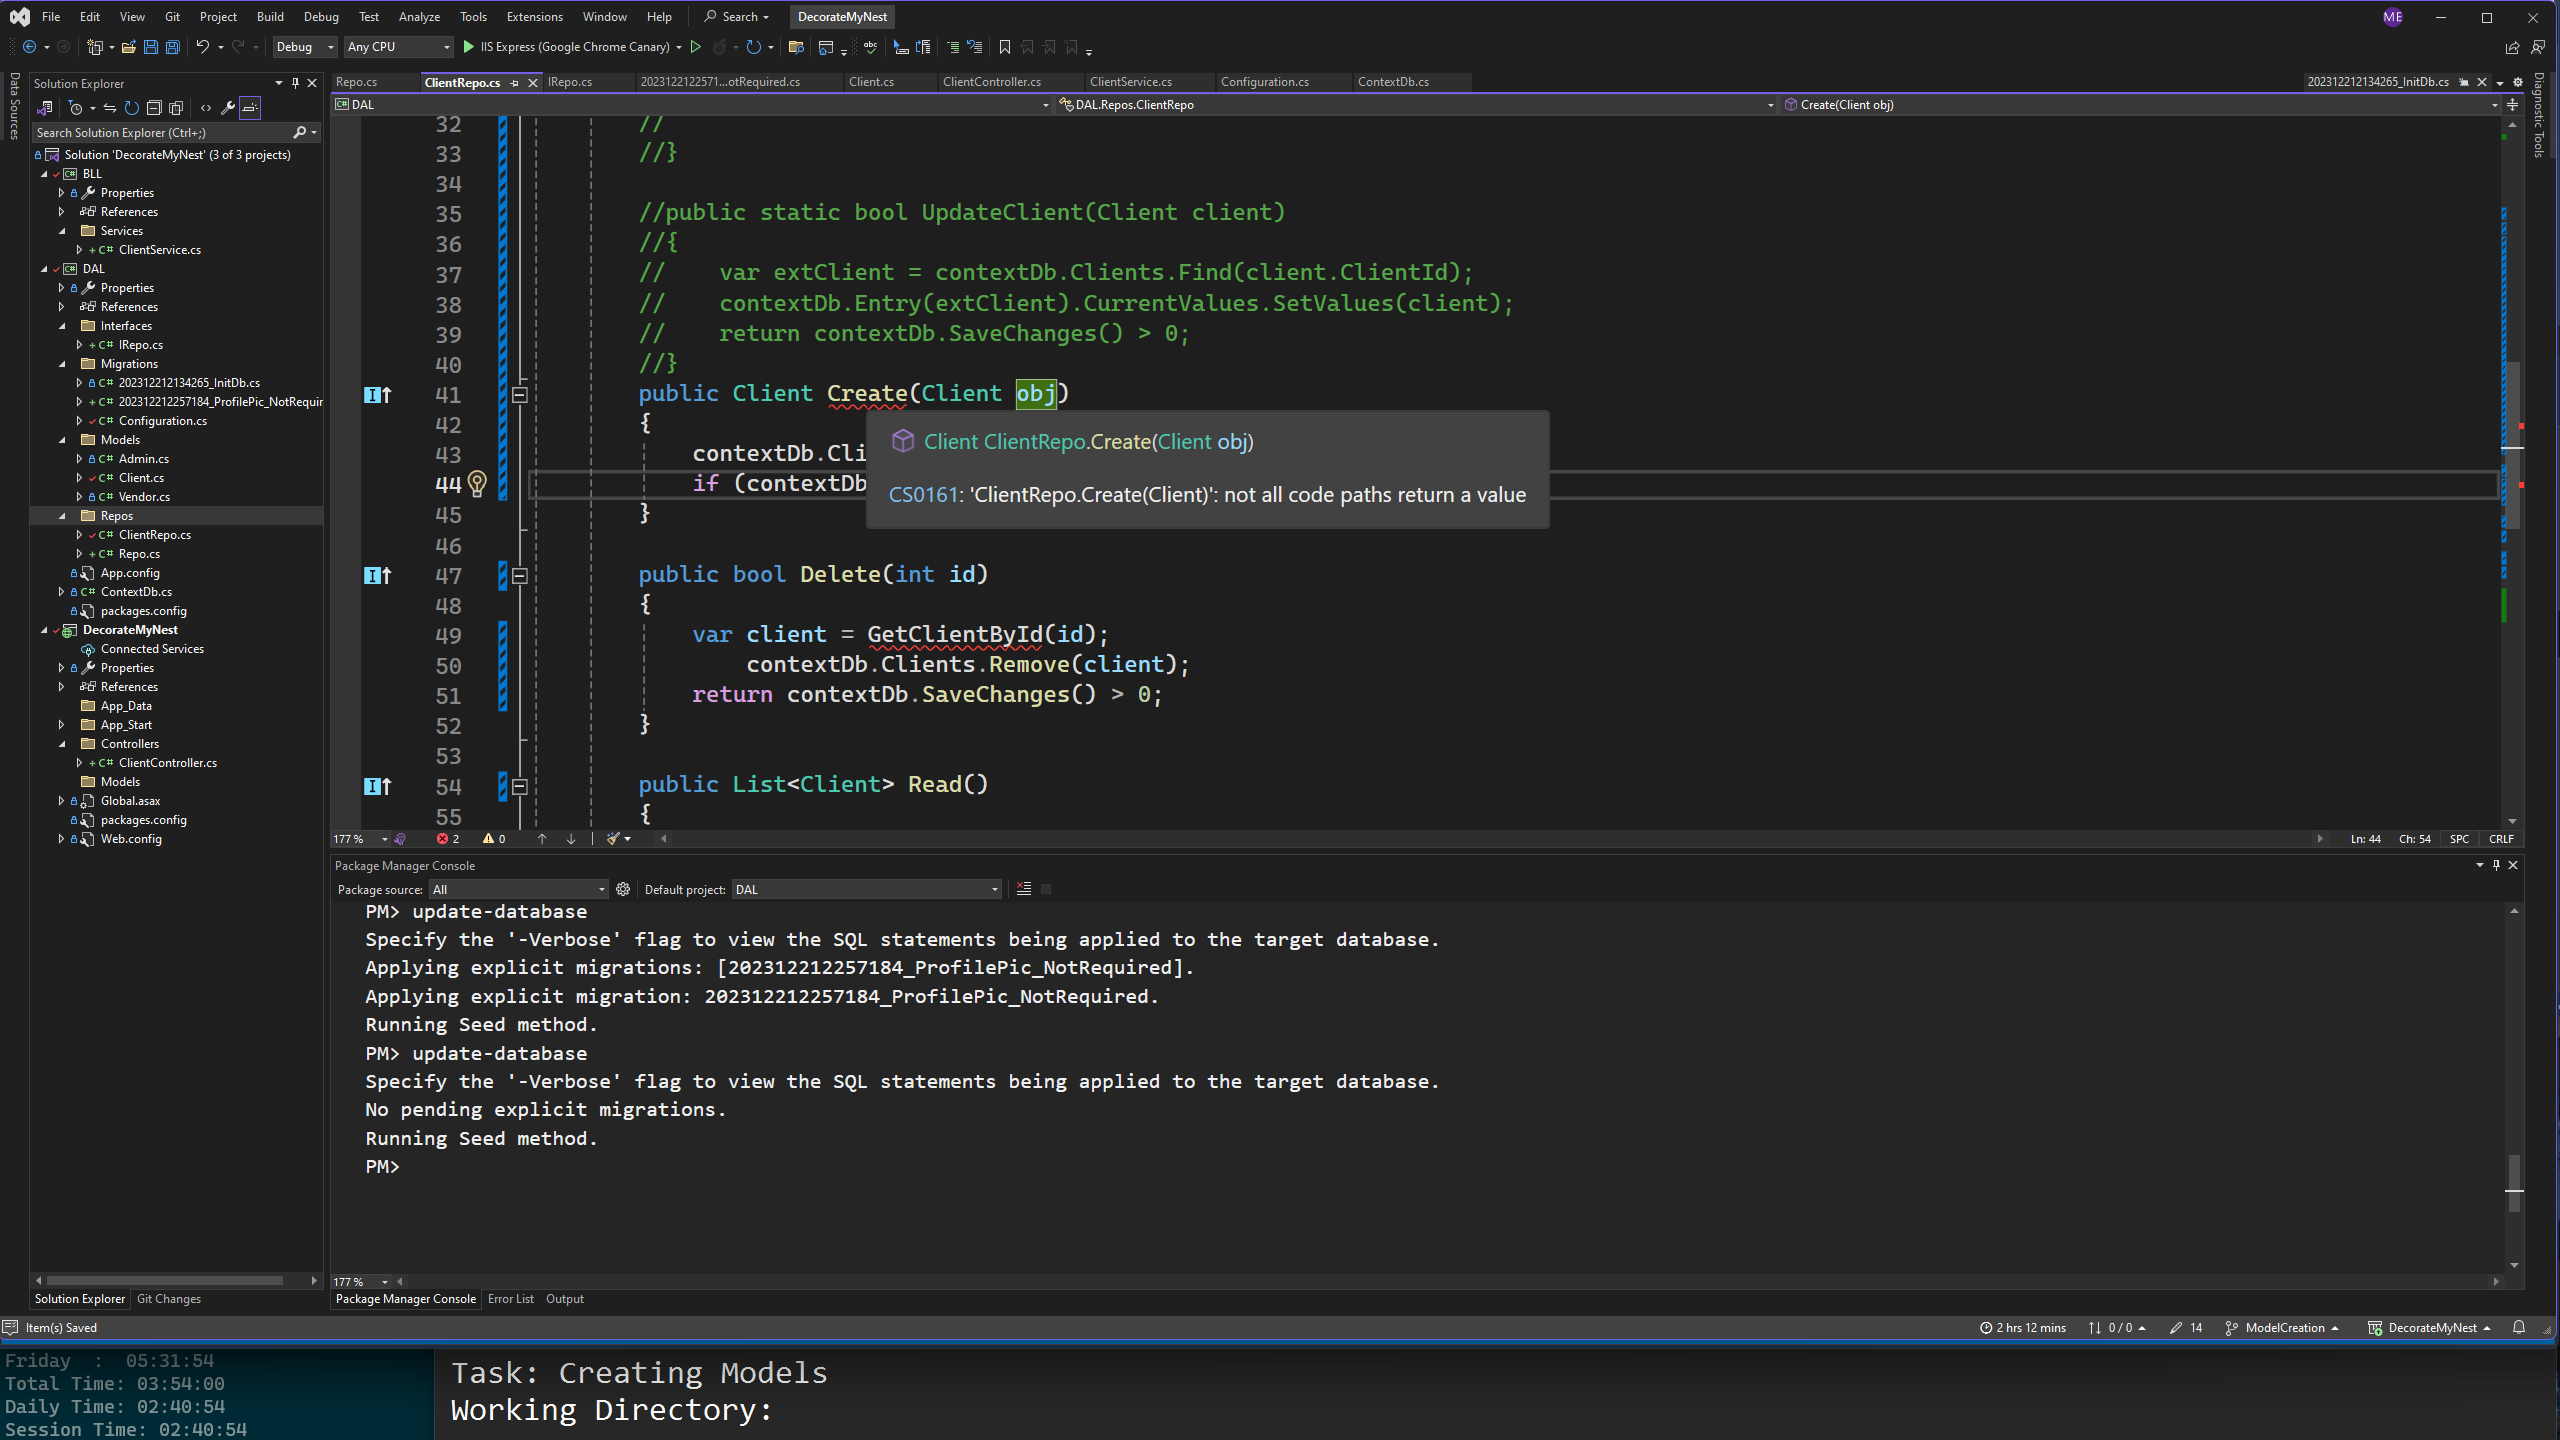 File Edit View Git Project Build Debug Test Analyze Tools Extensions Window Help Search DecorateMyNest ME
Debug Any CPU IIS Express (Google Chrome Canary)
Data Sources
Solution Explorer
Search Solution Explorer (Ctrl+;)
Solution 'DecorateMyNest' (3 of 3 projects)
BLL
Properties
References
Services
ClientService.cs
DAL
Properties
References
Interfaces
IRepo.cs
Migrations
202312212134265_InitDb.cs
202312212257184_ProfilePic_NotRequir
Configuration.cs
Models
Admin.cs
Client.cs
Vendor.cs
Repos
ClientRepo.cs
Repo.cs
App.config
ContextDb.cs
packages.config
DecorateMyNest
Connected Services
Properties
References
App_Data
App_Start
Controllers
ClientController.cs
Models
Global.asax
packages.config
Web.config
Solution Explorer Git Changes
Repo.cs ClientRepo.cs IRepo.cs 2023122122571...otRequired.cs Client.cs ClientController.cs ClientService.cs Configuration.cs ContextDb.cs 202312212134265_InitDb.cs
DAL DAL.Repos.ClientRepo Create(Client obj)
32 //
33 //}
34
35 //public static bool UpdateClient(Client client)
36 //{
37 // var extClient = contextDb.Clients.Find(client.ClientId);
38 // contextDb.Entry(extClient).CurrentValues.SetValues(client);
39 // return contextDb.SaveChanges() > 0;
40 //}
41 public Client Create(Client obj)
42 {
43 contextDb.Cli
44 if (contextDb
45 }
46
47 public bool Delete(int id)
48 {
49 var client = GetClientById(id);
50 contextDb.Clients.Remove(client);
51 return contextDb.SaveChanges() > 0;
52 }
53
54 public List<Client> Read()
55 {
Client ClientRepo.Create(Client obj)
CS0161: 'ClientRepo.Create(Client)': not all code paths return a value
177 % 2 0 Ln: 44 Ch: 54 SPC CRLF
Diagnostic Tools
Package Manager Console
Package source: All Default project: DAL
PM> update-database
Specify the '-Verbose' flag to view the SQL statements being applied to the target database.
Applying explicit migrations: [202312212257184_ProfilePic_NotRequired].
Applying explicit migration: 202312212257184_ProfilePic_NotRequired.
Running Seed method.
PM> update-database
Specify the '-Verbose' flag to view the SQL statements being applied to the target database.
No pending explicit migrations.
Running Seed method.
PM>
177 %
Package Manager Console Error List Output
Item(s) Saved 2 hrs 12 mins 0 / 0 14 ModelCreation DecorateMyNest
Friday : 05:31:54
Total Time: 03:54:00
Daily Time: 02:40:54
Session Time: 02:40:54
Task: Creating Models
Working Directory: